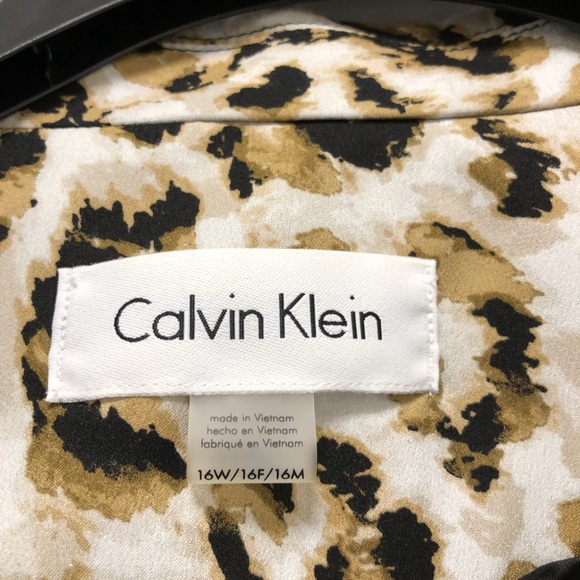 Calvin Klein
made in Vietnam
hecho en Vietnam
fabriqué en Vietnam
16W/16F/16M